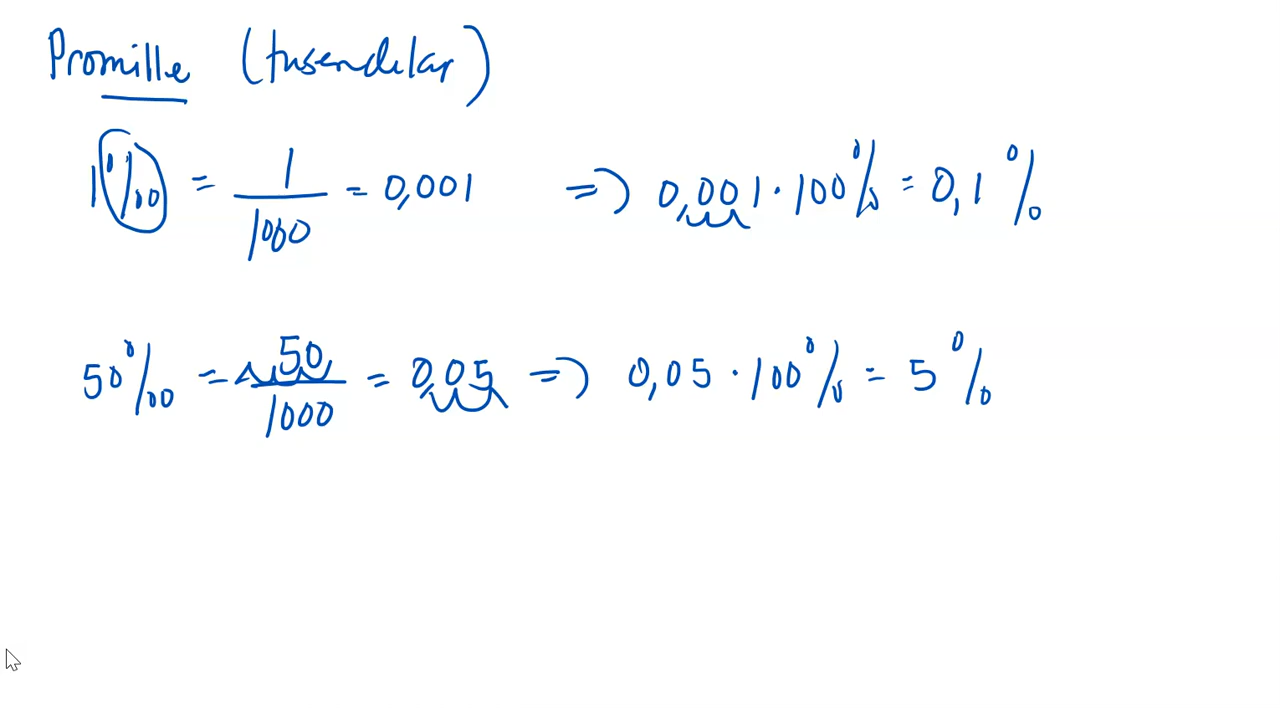 Promille (tusendelar)
1‰ = 1/1000 = 0,001 => 0,001 · 100% = 0,1%
50‰ = 50/1000 = 0,05 => 0,05 · 100% = 5%